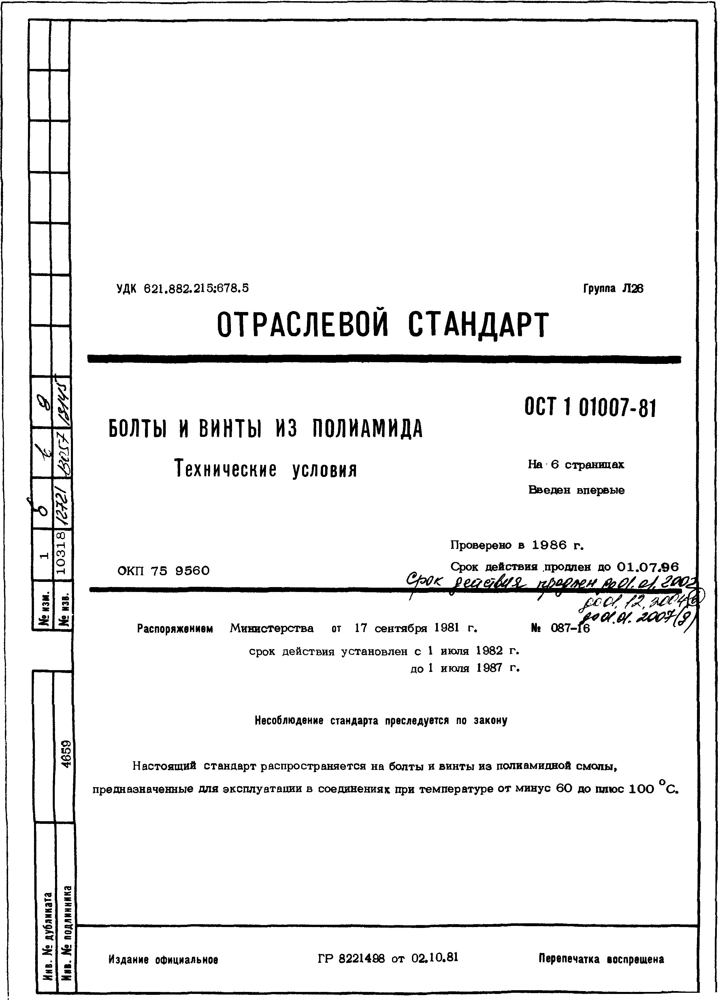 УДК 621.882.215:678.5
Группа Л26
ОТРАСЛЕВОЙ СТАНДАРТ
БОЛТЫ И ВИНТЫ ИЗ ПОЛИАМИДА
Технические условия
ОСТ 1 01007-81
На 6 страницах
Введен впервые
Проверено в 1986 г.
ОКП 75 9560
Срок действия продлен до 01.07.96
Срок действия продлен до 01.01.2002
до 01.12.2004
до 01.01.2007
Распоряжением Министерства от 17 сентября 1981 г. № 087-16
срок действия установлен с 1 июля 1982 г.
до 1 июля 1987 г.
Несоблюдение стандарта преследуется по закону
Настоящий стандарт распространяется на болты и винты из полиамидной смолы,
предназначенные для эксплуатации в соединениях при температуре от минус 60 до плюс 100 °С.
Издание официальное
ГР 8221498 от 02.10.81
Перепечатка воспрещена
№ изм. 1
№ изв. 10318 12721 13057 13145
Инв. № дубликата
Инв. № подлинника 4659